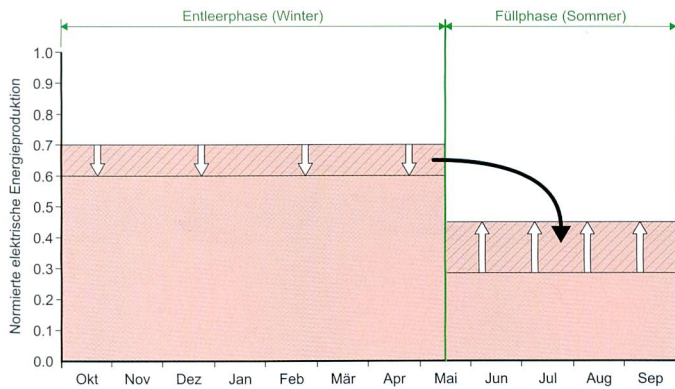 Entleerphase (Winter)
Füllphase (Sommer)
Normierte elektrische Energieproduktion
1.0
0.9
0.8
0.7
0.6
0.5
0.4
0.3
0.2
0.1
0.0
Okt Nov Dez Jan Feb Mär Apr Mai Jun Jul Aug Sep